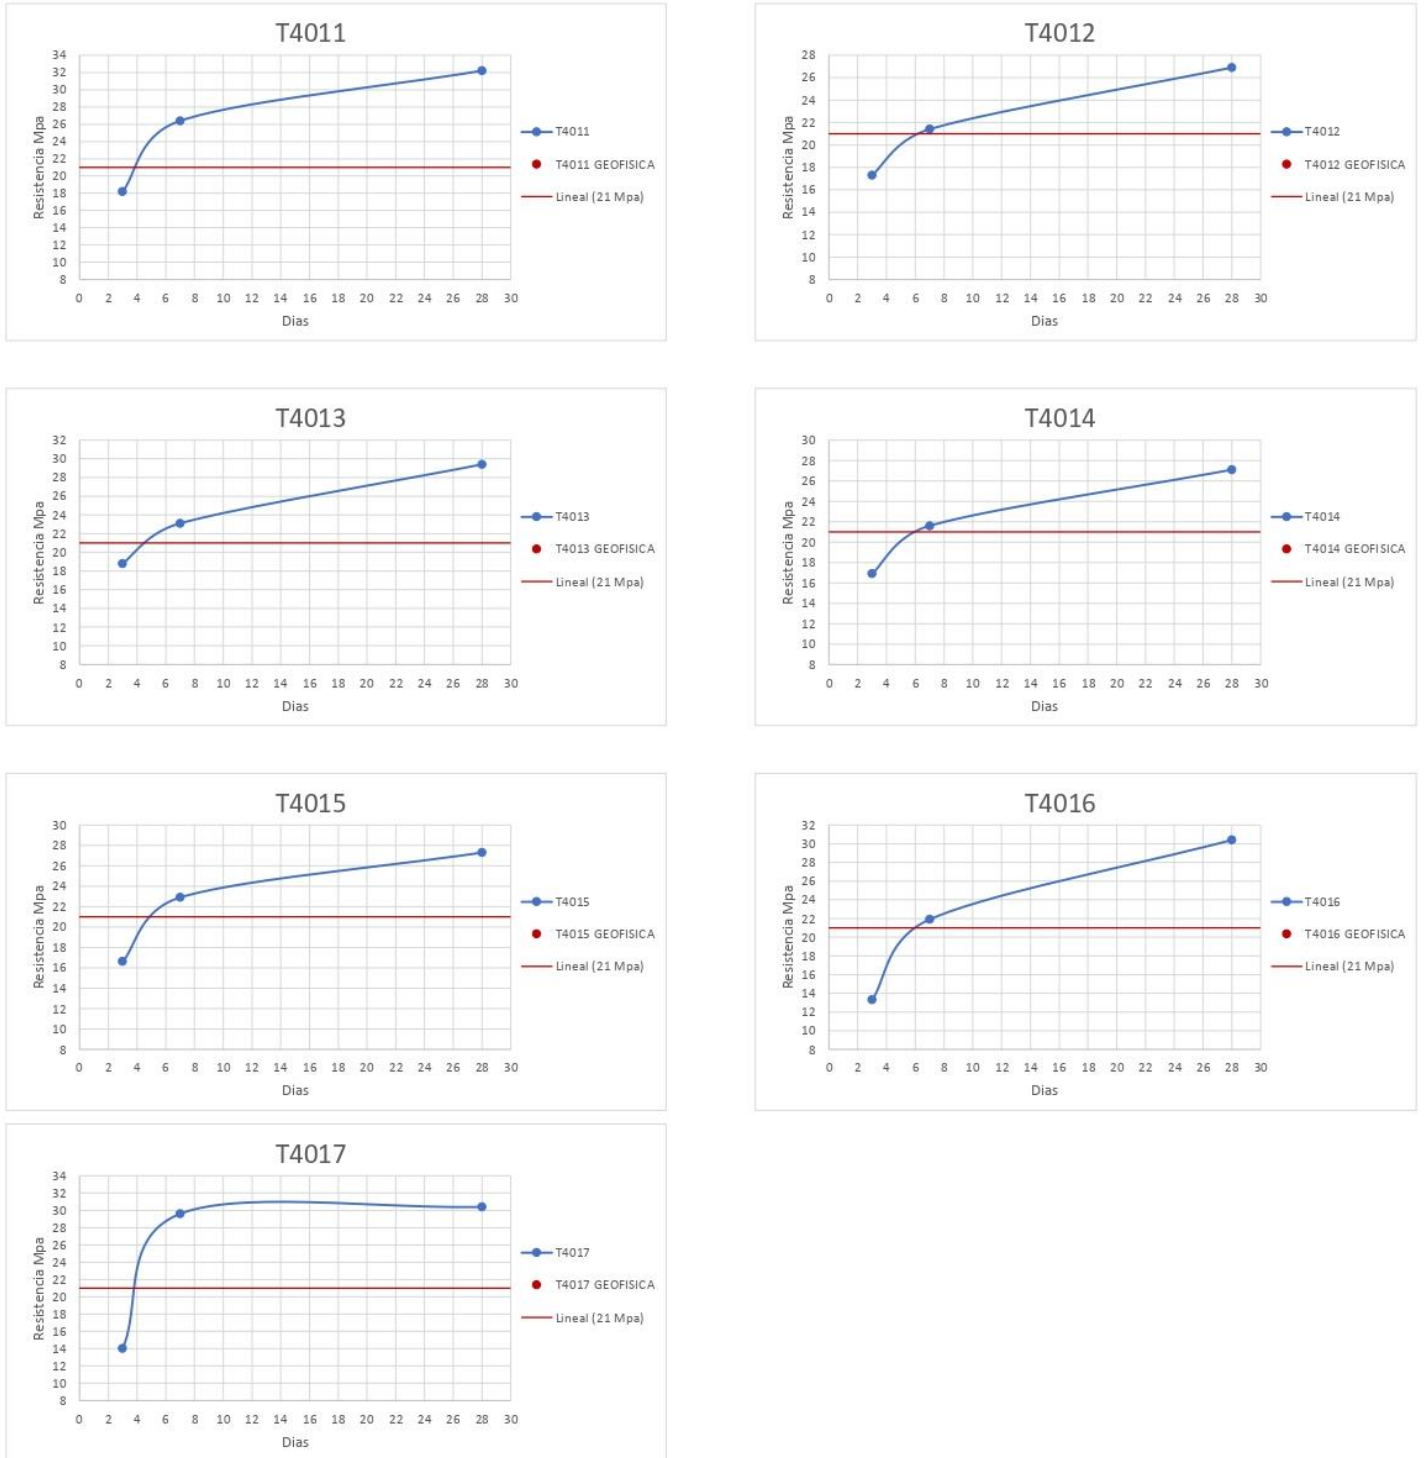 T4011
34
32
30
28
26
24
22
20
18
16
14
12
10
8
Resistencia Mpa
0 2 4 6 8 10 12 14 16 18 20 22 24 26 28 30
Dias
T4011
T4011 GEOFISICA
Lineal (21 Mpa)
T4012
28
26
24
22
20
18
16
14
12
10
8
Resistencia Mpa
0 2 4 6 8 10 12 14 16 18 20 22 24 26 28 30
Dias
T4012
T4012 GEOFISICA
Lineal (21 Mpa)
T4013
32
30
28
26
24
22
20
18
16
14
12
10
8
Resistencia Mpa
0 2 4 6 8 10 12 14 16 18 20 22 24 26 28 30
Dias
T4013
T4013 GEOFISICA
Lineal (21 Mpa)
T4014
30
28
26
24
22
20
18
16
14
12
10
8
Resistencia Mpa
0 2 4 6 8 10 12 14 16 18 20 22 24 26 28 30
Dias
T4014
T4014 GEOFISICA
Lineal (21 Mpa)
T4015
30
28
26
24
22
20
18
16
14
12
10
8
Resistencia Mpa
0 2 4 6 8 10 12 14 16 18 20 22 24 26 28 30
Dias
T4015
T4015 GEOFISICA
Lineal (21 Mpa)
T4016
32
30
28
26
24
22
20
18
16
14
12
10
8
Resistencia Mpa
0 2 4 6 8 10 12 14 16 18 20 22 24 26 28 30
Dias
T4016
T4016 GEOFISICA
Lineal (21 Mpa)
T4017
34
32
30
28
26
24
22
20
18
16
14
12
10
8
Resistencia Mpa
0 2 4 6 8 10 12 14 16 18 20 22 24 26 28 30
Dias
T4017
T4017 GEOFISICA
Lineal (21 Mpa)